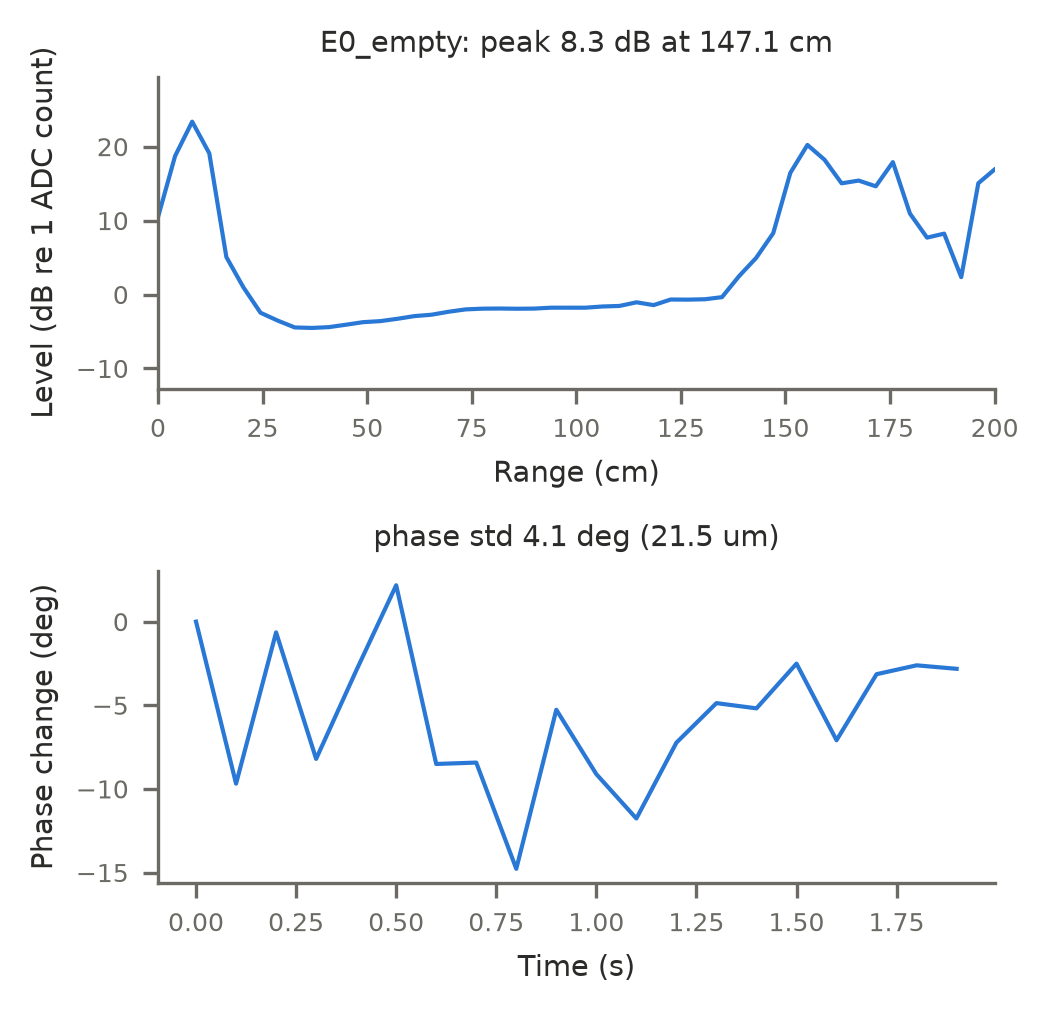 E0_empty: peak 8.3 dB at 147.1 cm
Level (dB re 1 ADC count)
20
10
0
−10
0 25 50 75 100 125 150 175 200
Range (cm)
phase std 4.1 deg (21.5 um)
Phase change (deg)
0
−5
−10
−15
0.00 0.25 0.50 0.75 1.00 1.25 1.50 1.75
Time (s)